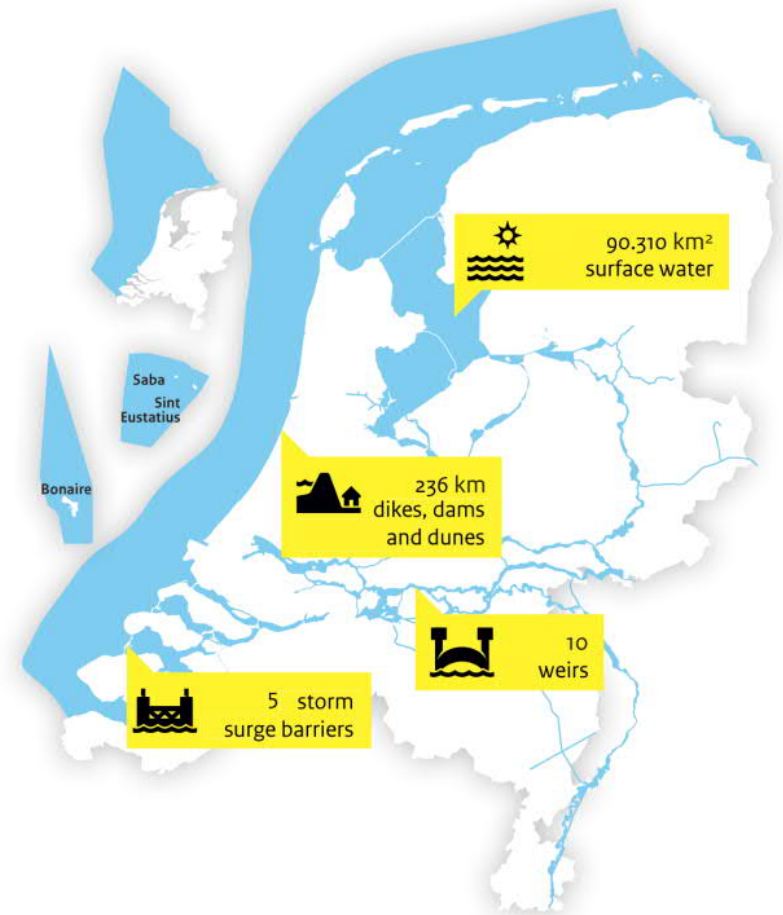 90.310 km²
surface water
Saba
Sint
Eustatius
Bonaire
236 km
dikes, dams
and dunes
10
weirs
5 storm
surge barriers